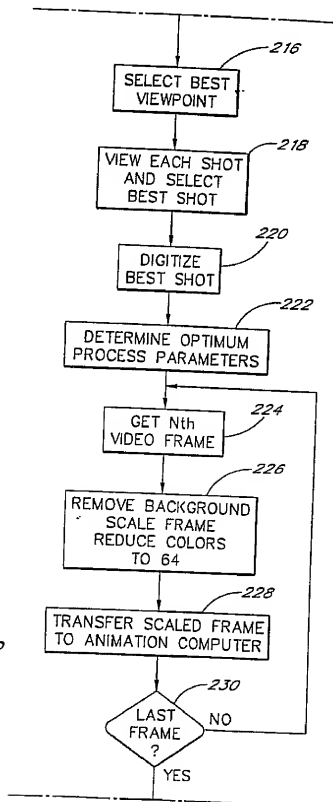 216
SELECT BEST
VIEWPOINT
218
VIEW EACH SHOT
AND SELECT
BEST SHOT
220
DIGITIZE
BEST SHOT
222
DETERMINE OPTIMUM
PROCESS PARAMETERS
224
GET Nth
VIDEO FRAME
226
REMOVE BACKGROUND
SCALE FRAME
REDUCE COLORS
TO 64
228
TRANSFER SCALED FRAME
TO ANIMATION COMPUTER
230
LAST
FRAME
?
NO
YES